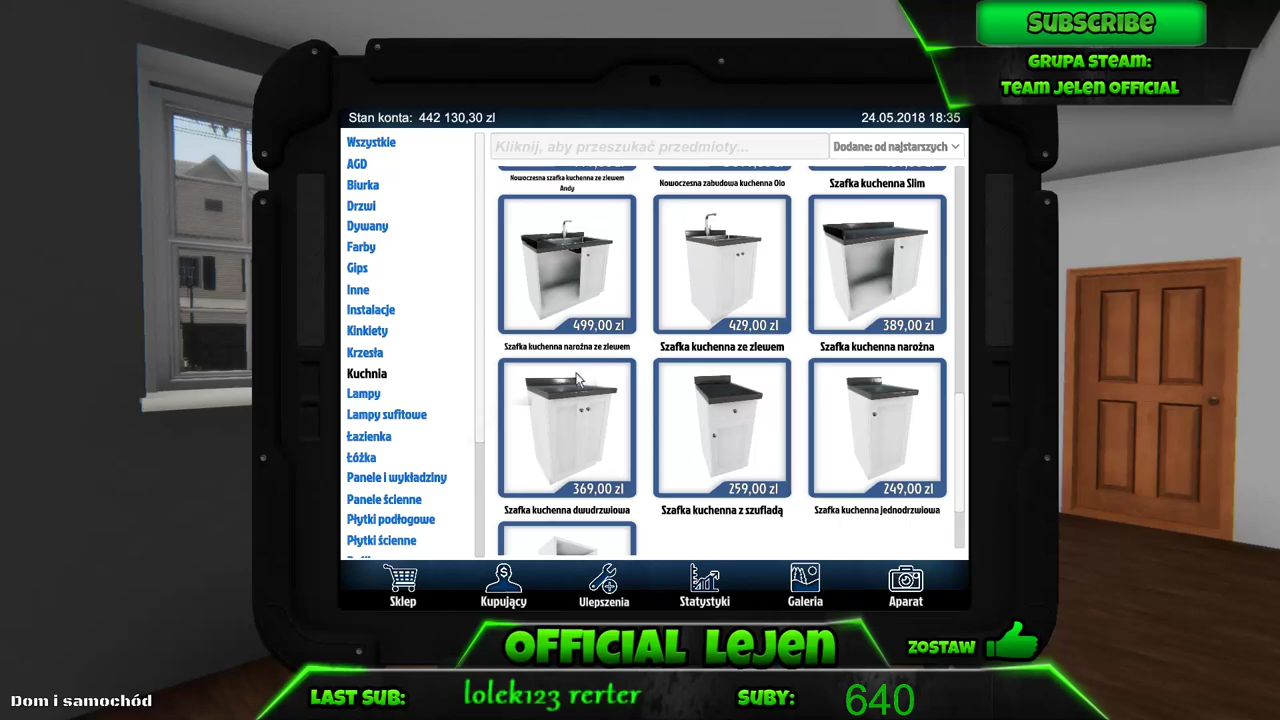 SUBSCRIBE
GRUPA STEAM:
TEAM JELEN OFFICIAL
Stan konta: 442 130,30 zl
24.05.2018 18:35
Wszystkie
AGD
Biurka
Drzwi
Dywany
Farby
Gips
Inne
Instalacje
Kinkiety
Krzesła
Kuchnia
Lampy
Lampy sufitowe
Łazienka
Łóżka
Panele i wykładziny
Panele ścienne
Płytki podłogowe
Płytki ścienne
Kliknij, aby przeszukać przedmioty...
Dodane: od najstarszych
Nowoczesna szafka kuchenna ze zlewem
Andy
Nowoczesna zabudowa kuchenna Oio
Szafka kuchenna Slim
499,00 zl
429,00 zl
389,00 zl
Szafka kuchenna narożna ze zlewem
Szafka kuchenna ze zlewem
Szafka kuchenna narożna
369,00 zl
259,00 zl
249,00 zl
Szafka kuchenna dwudrzwiowa
Szafka kuchenna z szufladą
Szafka kuchenna jednodrzwiowa
Sklep
Kupujący
Ulepszenia
Statystyki
Galeria
Aparat
OFFICIAL LEJEN
ZOSTAW
Dom i samochód
LAST SUB:
lolek123 rerter
SUBY:
640